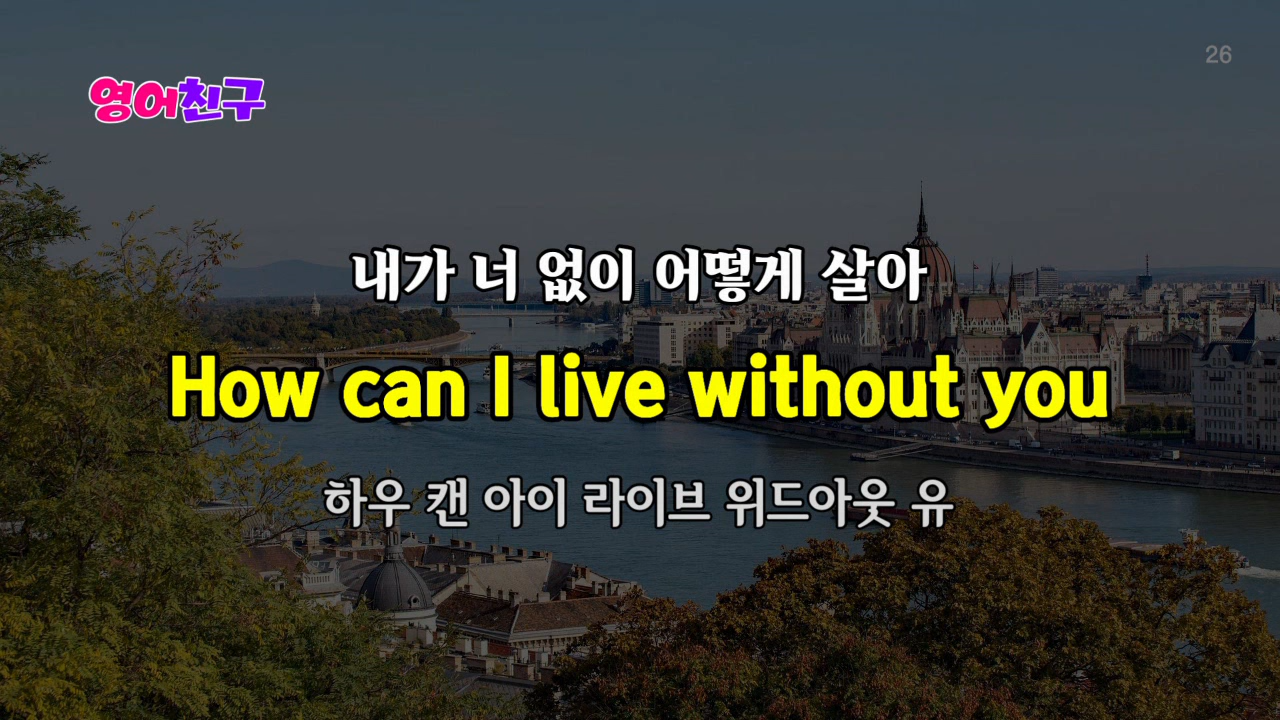 26
영어친구
내가 너 없이 어떻게 살아
How can I live without you
하우 캔 아이 라이브 위드아웃 유